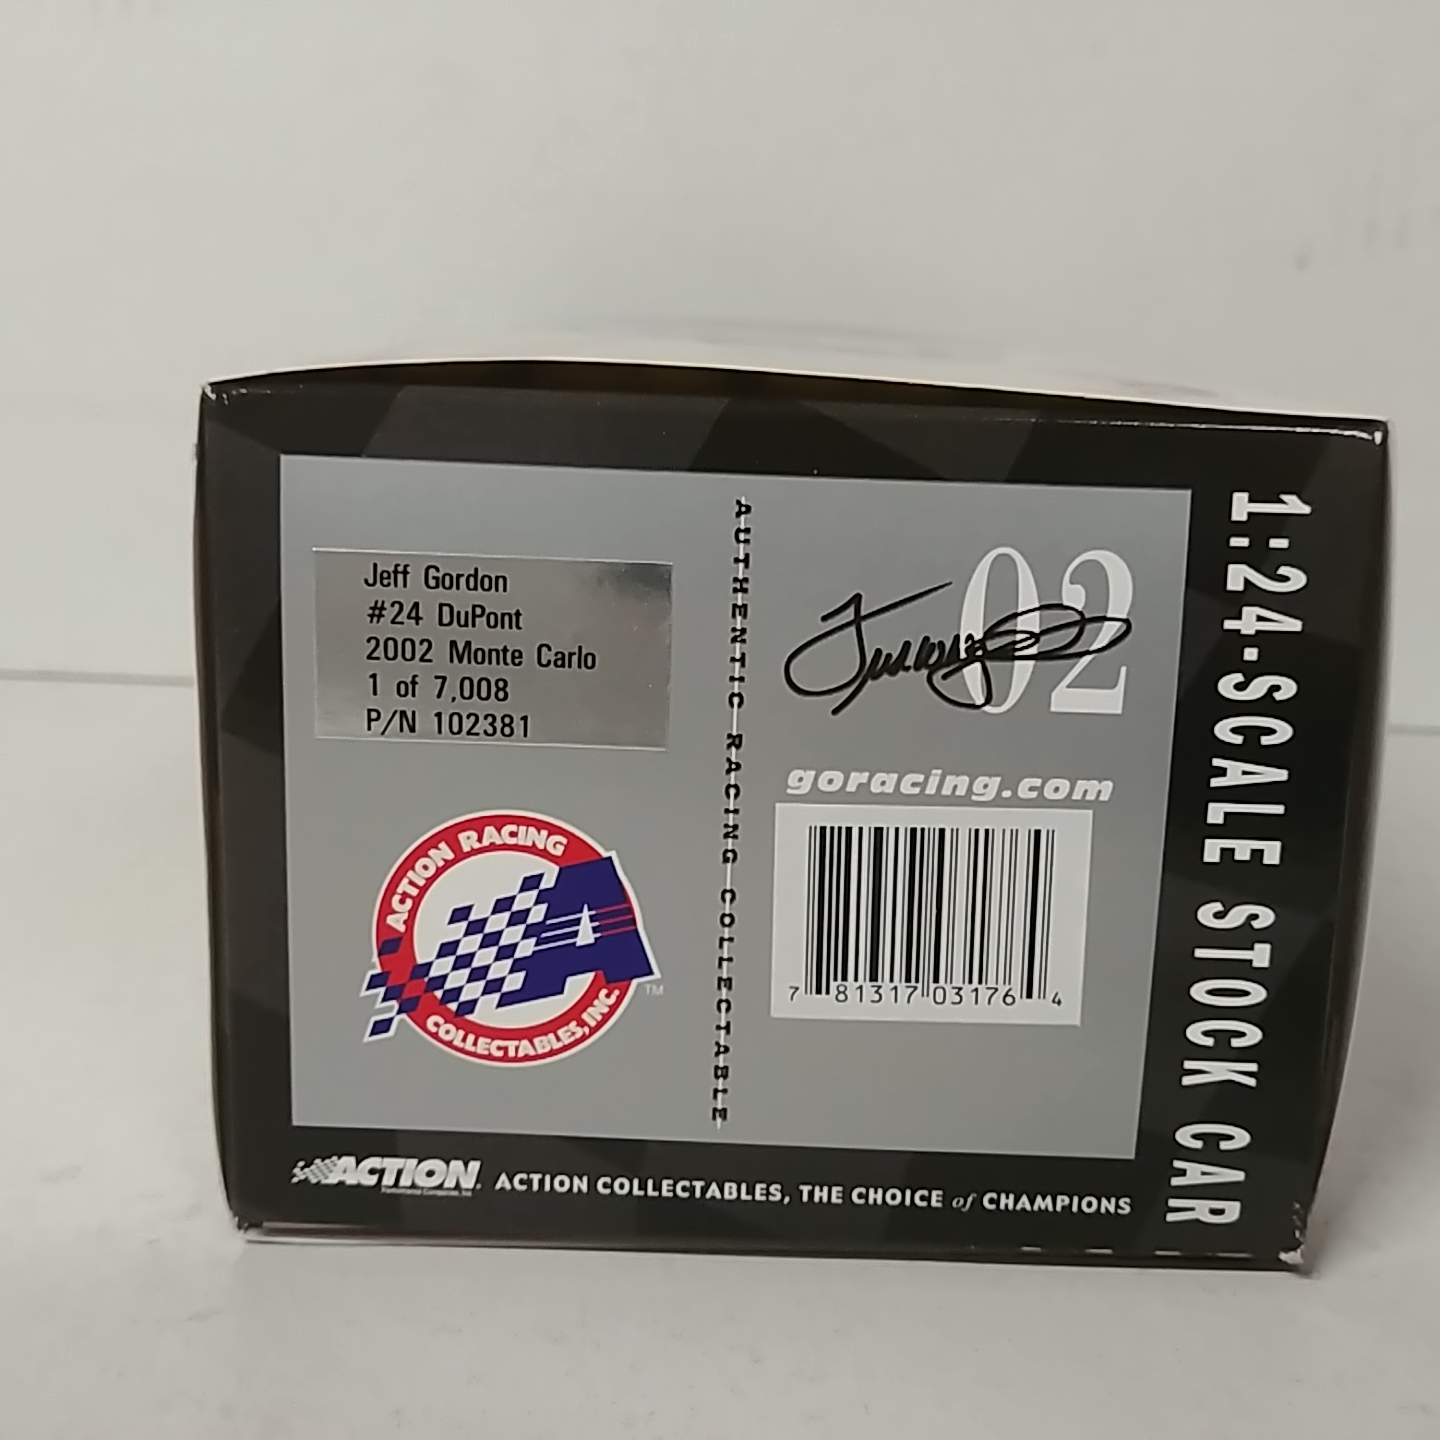 Jeff Gordon
#24 DuPont
2002 Monte Carlo
1 of 7,008
P/N 102381
ACTION RACING
COLLECTABLES, INC.
TM
AUTHENTIC RACING COLLECTABLE
02
goracing.com
7 81317 03176 4
1:24-SCALE STOCK CAR
ACTION
ACTION COLLECTABLES, THE CHOICE of CHAMPIONS